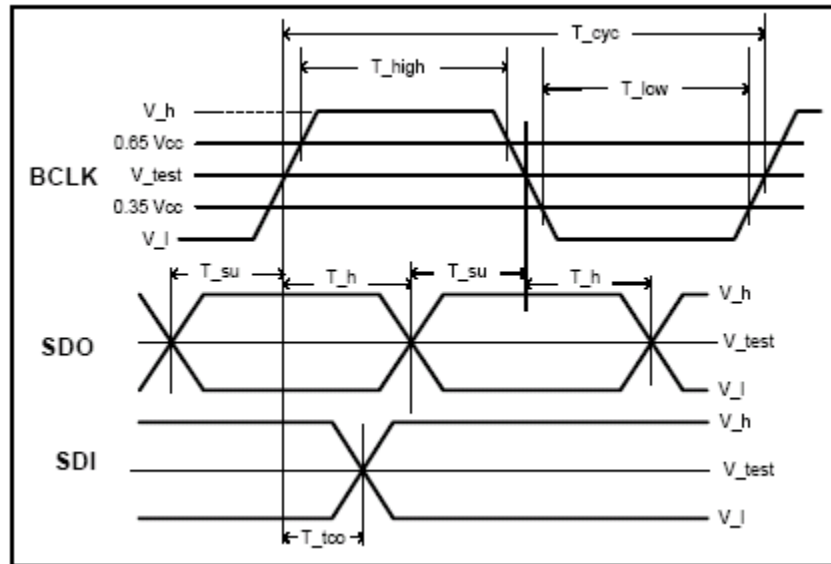 T_cyc
T_high
T_low
V_h
0.65 Vcc
BCLK
V_test
0.35 Vcc
V_l
T_su
T_h
T_su
T_h
V_h
SDO
V_test
V_l
V_h
SDI
V_test
V_l
T_tco